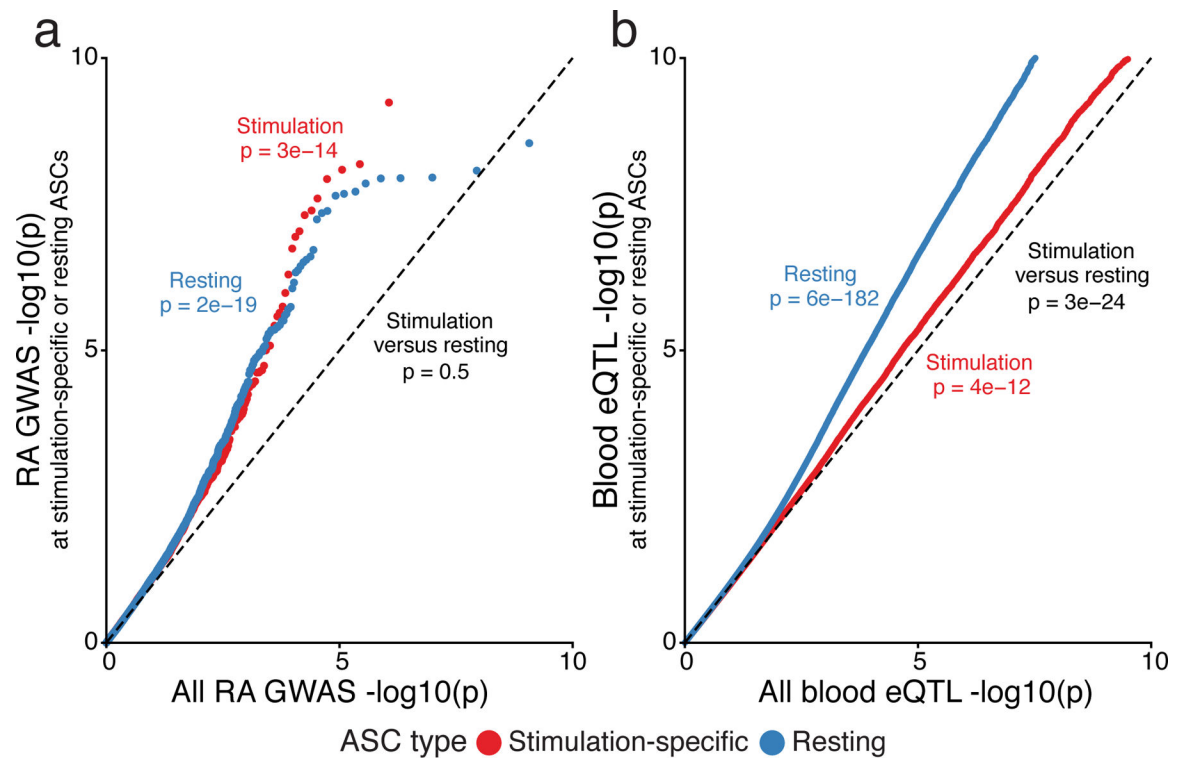 a
10
5
0
0
5
10
RA GWAS -log10(p)
at stimulation-specific or resting ASCs
Stimulation
p = 3e−14
Resting
p = 2e−19
Stimulation
versus resting
p = 0.5
All RA GWAS -log10(p)
b
10
5
0
0
5
10
Blood eQTL -log10(p)
at stimulation-specific or resting ASCs
Resting
p = 6e-182
Stimulation
versus resting
p = 3e−24
Stimulation
p = 4e−12
All blood eQTL -log10(p)
ASC type Stimulation-specific Resting